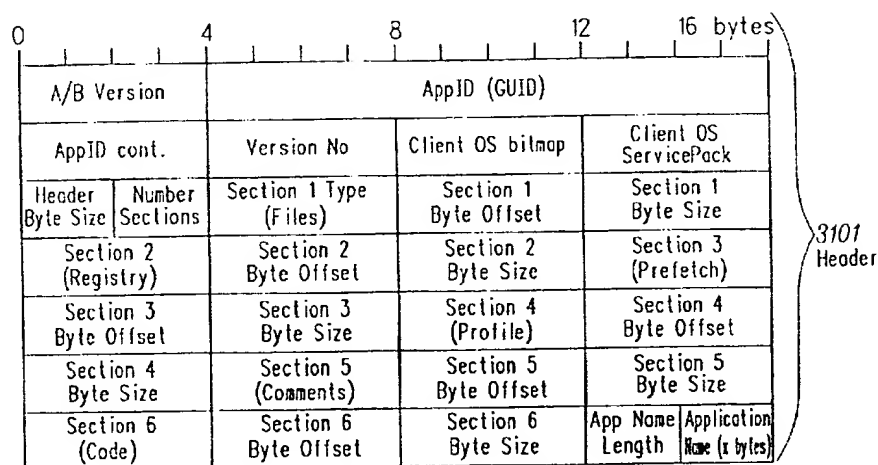 0 4 8 12 16 bytes
A/B Version
AppID (GUID)
AppID cont.
Version No
Client OS bitmap
Client OS
ServicePack
Header
Byte Size
Number
Sections
Section 1 Type
(Files)
Section 1
Byte Offset
Section 1
Byte Size
Section 2
(Registry)
Section 2
Byte Offset
Section 2
Byte Size
Section 3
(Prefetch)
Section 3
Byte Offset
Section 3
Byte Size
Section 4
(Profile)
Section 4
Byte Offset
Section 4
Byte Size
Section 5
(Comments)
Section 5
Byte Offset
Section 5
Byte Size
Section 6
(Code)
Section 6
Byte Offset
Section 6
Byte Size
App Name
Length
Application
Name (x bytes)
3101
Header